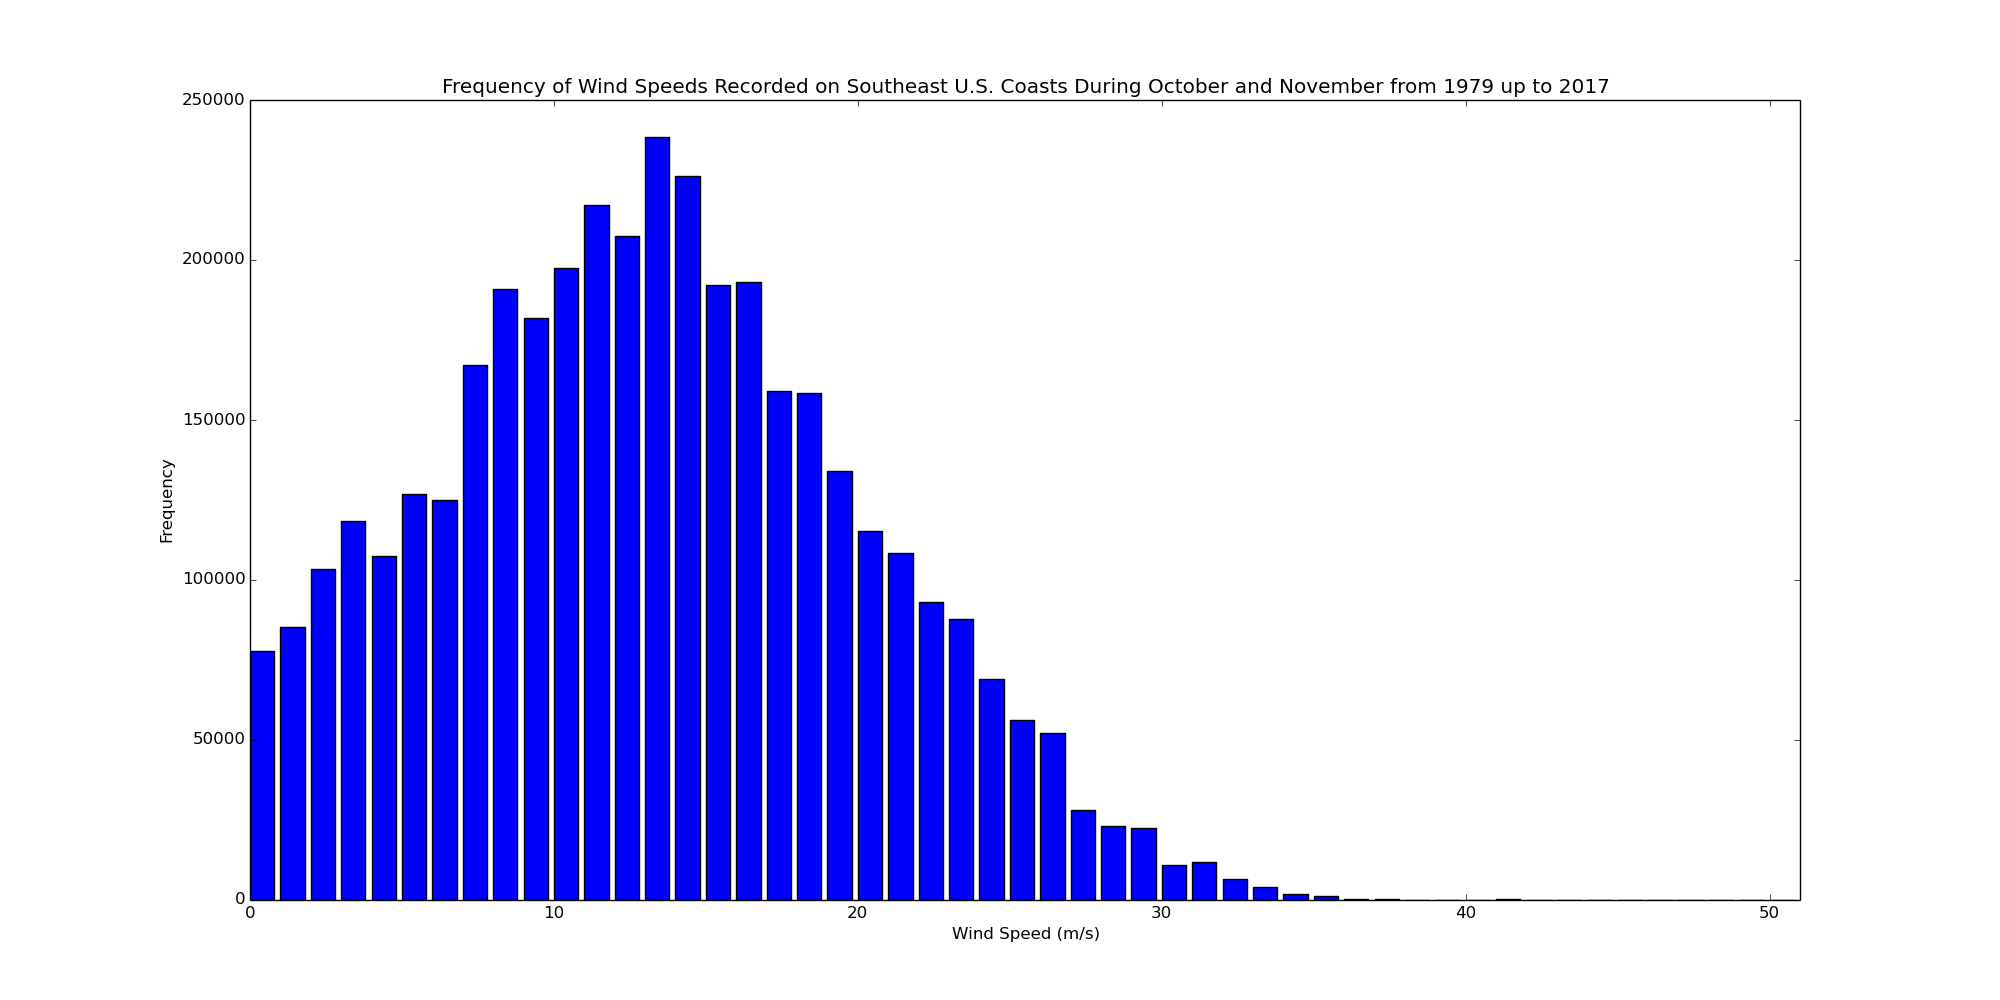 Frequency of Wind Speeds Recorded on Southeast U.S. Coasts During October and November from 1979 up to 2017
250000
200000
150000
100000
50000
0
Frequency
0 10 20 30 40 50
Wind Speed (m/s)